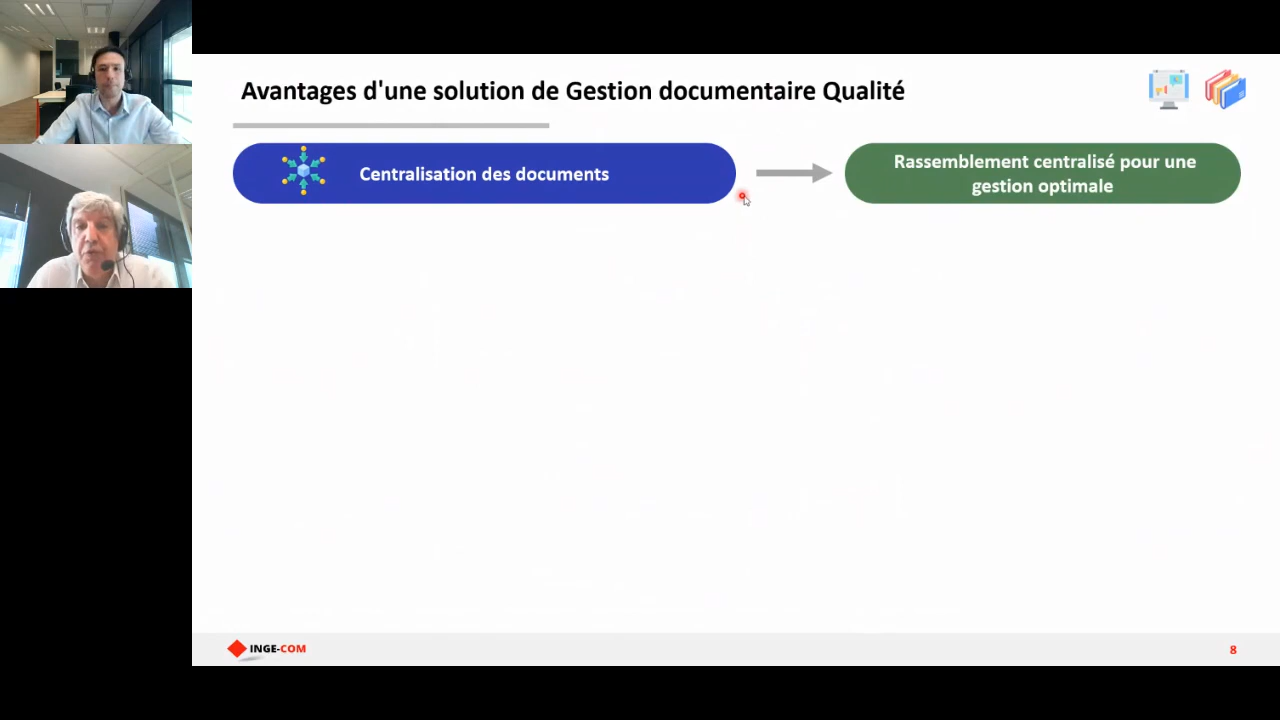 Avantages d'une solution de Gestion documentaire Qualité
Centralisation des documents
Rassemblement centralisé pour une
gestion optimale
INGE-COM
8